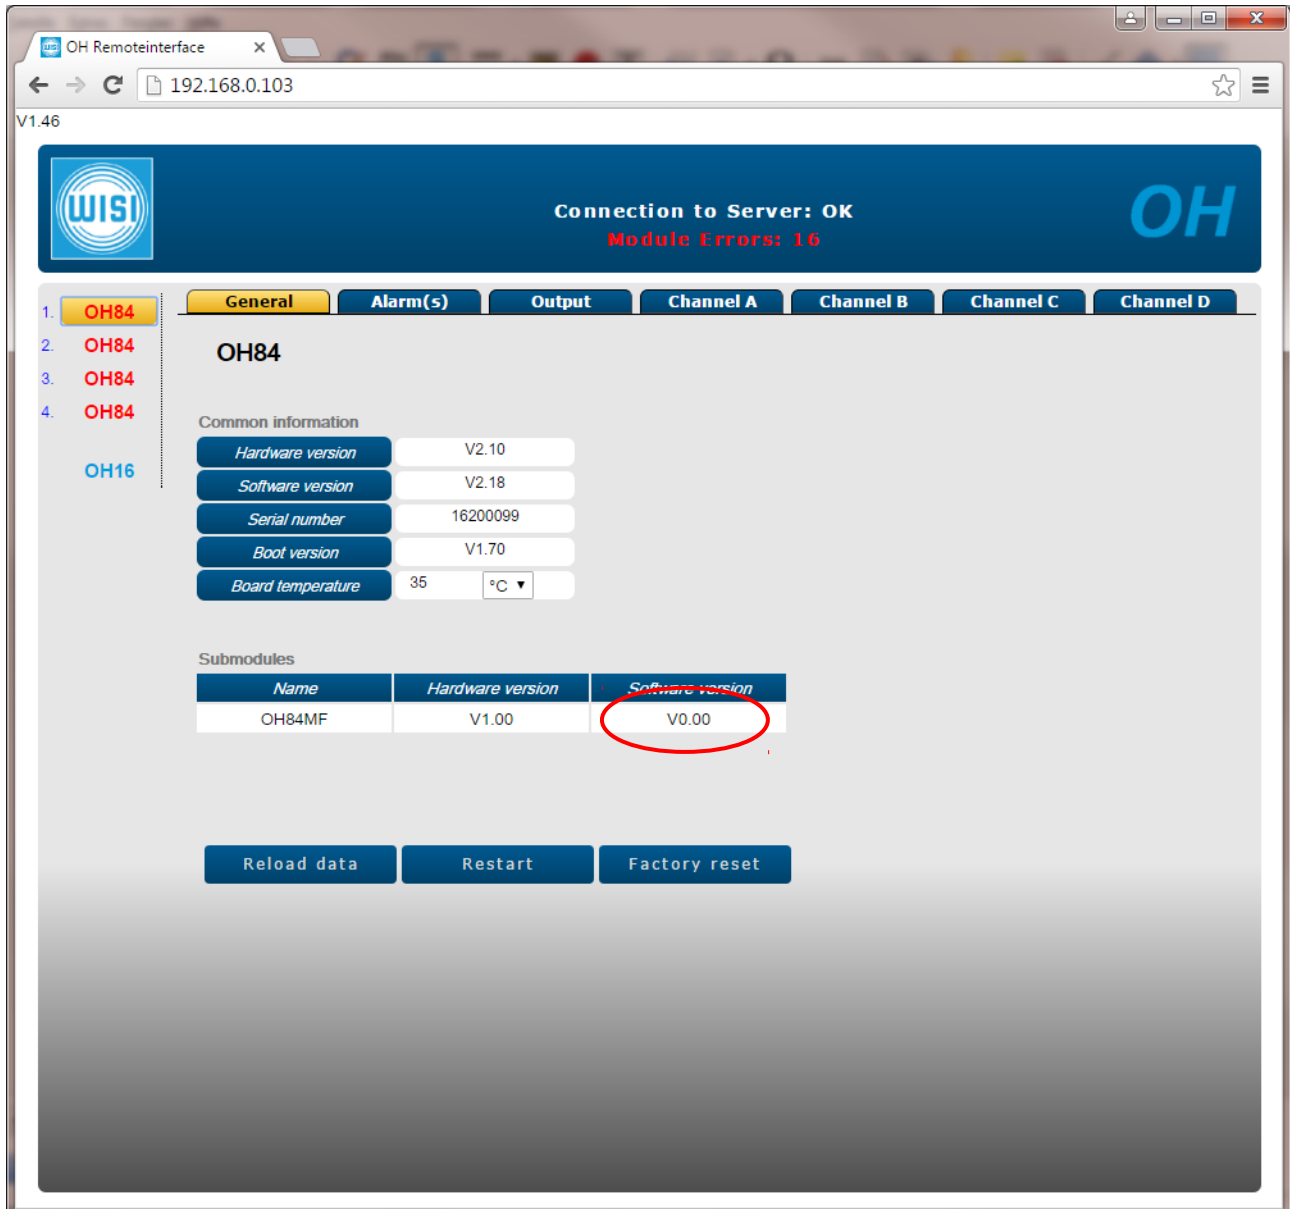 OH Remoteinterface
192.168.0.103
V1.46
WISI
Connection to Server: OK
Module Errors: 16
OH
General Alarm(s) Output Channel A Channel B Channel C Channel D
1. OH84
2. OH84
3. OH84
4. OH84
OH16
OH84
Common information
Hardware version V2.10
Software version V2.18
Serial number 16200099
Boot version V1.70
Board temperature 35 °C
Submodules
Name Hardware version Software version
OH84MF V1.00 V0.00
Reload data Restart Factory reset